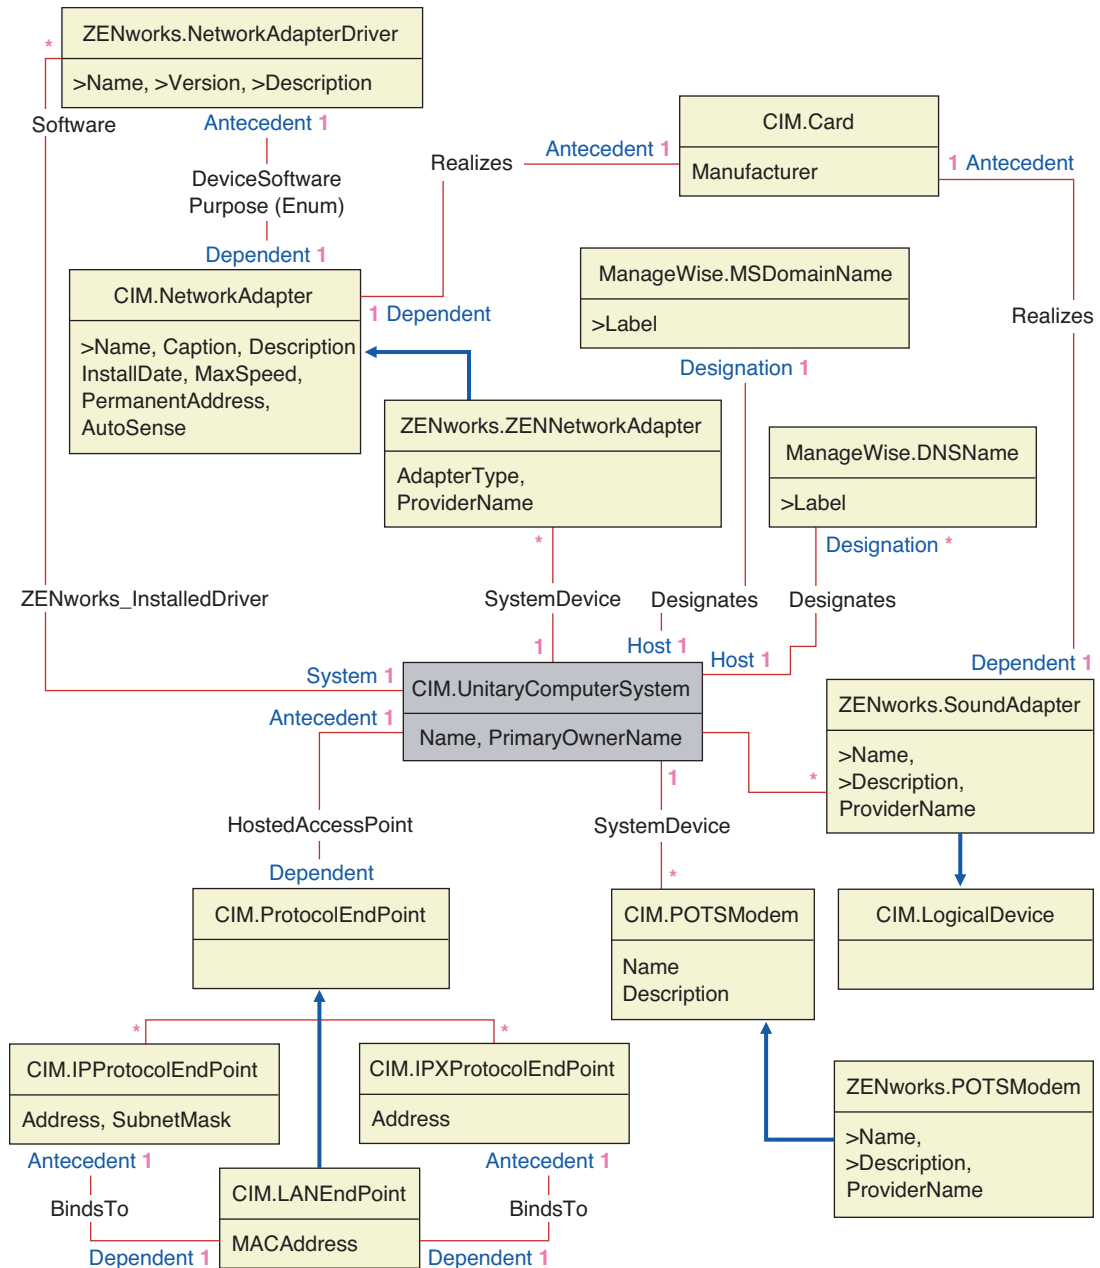 ZENworks.NetworkAdapterDriver
>Name, >Version, >Description
*
Software
Antecedent 1
DeviceSoftware
Purpose (Enum)
Dependent 1
CIM.Card
Manufacturer
Antecedent 1
Realizes
1 Antecedent
Realizes
CIM.NetworkAdapter
>Name, Caption, Description
InstallDate, MaxSpeed,
PermanentAddress,
AutoSense
1 Dependent
ManageWise.MSDomainName
>Label
Designation 1
ZENworks.ZENNetworkAdapter
AdapterType,
ProviderName
*
ManageWise.DNSName
>Label
Designation *
ZENworks_InstalledDriver
SystemDevice
Designates
Designates
1
Host 1
Host 1
Dependent 1
System 1
Antecedent 1
CIM.UnitaryComputerSystem
Name, PrimaryOwnerName
ZENworks.SoundAdapter
>Name,
>Description,
ProviderName
*
1
HostedAccessPoint
SystemDevice
Dependent
*
CIM.ProtocolEndPoint
CIM.POTSModem
Name
Description
CIM.LogicalDevice
*
*
CIM.IPProtocolEndPoint
Address, SubnetMask
CIM.IPXProtocolEndPoint
Address
ZENworks.POTSModem
>Name,
>Description,
ProviderName
Antecedent 1
Antecedent 1
CIM.LANEndPoint
MACAddress
BindsTo
BindsTo
Dependent 1
Dependent 1